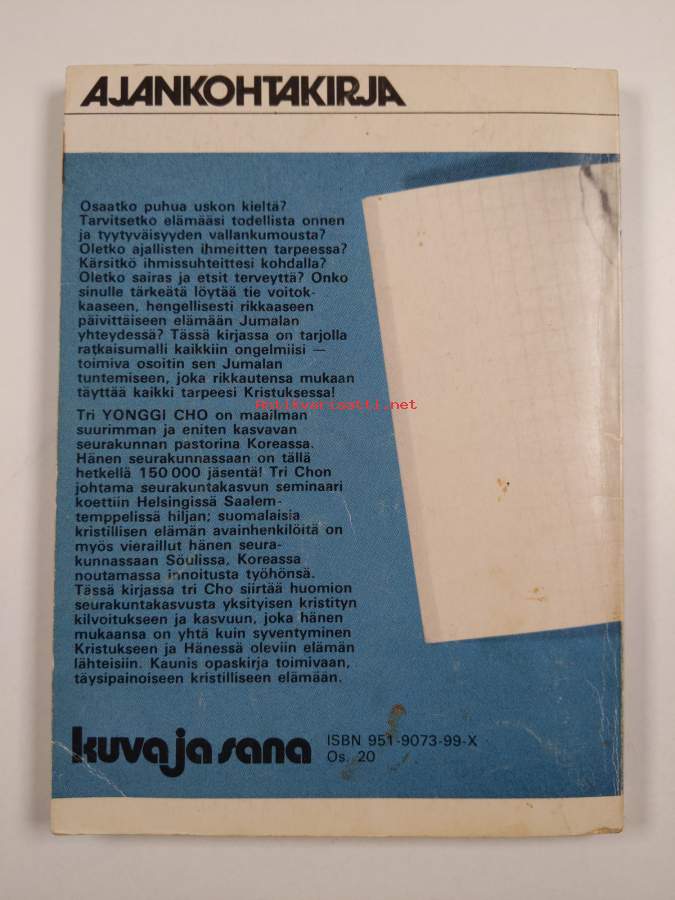 AJANKOHTAKIRJA
Osaatko puhua uskon kieltä?
Tarvitsetko elämääsi todellista onnen
ja tyytyväisyyden vallankumousta?
Oletko ajallisten ihmeitten tarpeessa?
Kärsitkö ihmissuhteittesi kohdalla?
Oletko sairas ja etsit terveyttä? Onko
sinulle tärkeätä löytää tie voitok-
kaaseen, hengellisesti rikkaaseen
päivittäiseen elämään Jumalan
yhteydessä? Tässä kirjassa on tarjolla
ratkaisumalli kaikkiin ongelmiisi —
toimiva osoitin sen Jumalan
tuntemiseen, joka rikkautensa mukaan
täyttää kaikki tarpeesi Kristuksessa!
Antikvariaatti.net
Tri YONGGI CHO on maailman
suurimman ja eniten kasvavan
seurakunnan pastorina Koreassa.
Hänen seurakunnassaan on tällä
hetkellä 150 000 jäsentä! Tri Chon
johtama seurakuntakasvun seminaari
koettiin Helsingissä Saalem-
temppelissä hiljan; suomalaisia
kristillisen elämän avainhenkilöitä on
myös vieraillut hänen seura-
kunnassaan Söulissa, Koreassa
noutamassa innoitusta työhönsä.
Tässä kirjassa tri Cho siirtää huomion
seurakuntakasvusta yksityisen kristityn
kilvoitukseen ja kasvuun, joka hänen
mukaansa on yhtä kuin syventyminen
Kristukseen ja Hänessä oleviin elämän
lähteisiin. Kaunis opaskirja toimivaan,
täysipainoiseen kristilliseen elämään.
kuva ja sana
ISBN 951-9073-99-X
Os. 20